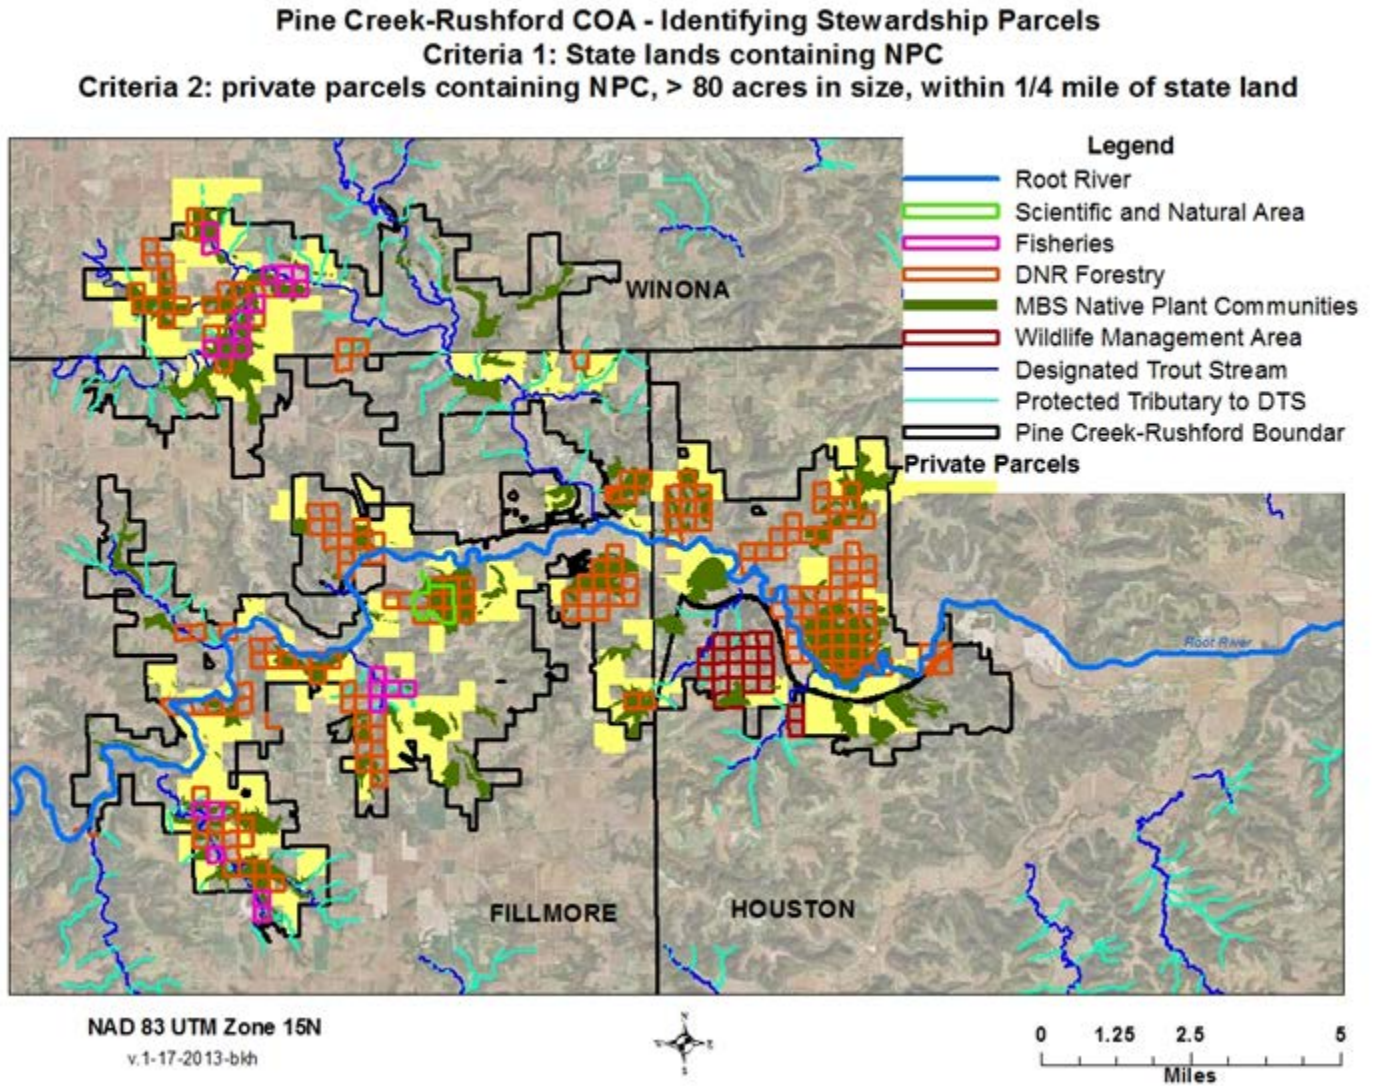 Pine Creek-Rushford COA - Identifying Stewardship Parcels
Criteria 1: State lands containing NPC
Criteria 2: private parcels containing NPC, > 80 acres in size, within 1/4 mile of state land
Legend
Root River
Scientific and Natural Area
Fisheries
DNR Forestry
MBS Native Plant Communities
Wildlife Management Area
Designated Trout Stream
Protected Tributary to DTS
Pine Creek-Rushford Boundar
Private Parcels
WINONA
Root River
FILLMORE
HOUSTON
NAD 83 UTM Zone 15N
v.1-17-2013-bkh
N
E
S
0 1.25 2.5 5
Miles